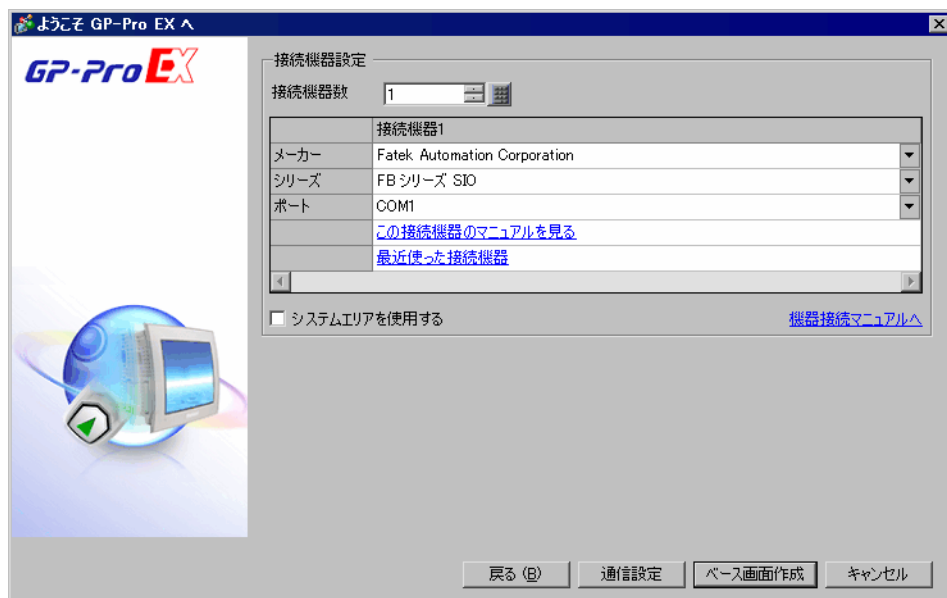 ようこそ GP-Pro EX へ
GP-Pro EX
接続機器設定
接続機器数 1
接続機器1
メーカー Fatek Automation Corporation
シリーズ FBシリーズ SIO
ポート COM1
この接続機器のマニュアルを見る
最近使った接続機器
システムエリアを使用する 機器接続マニュアルへ
戻る (B) 通信設定 ベース画面作成 キャンセル